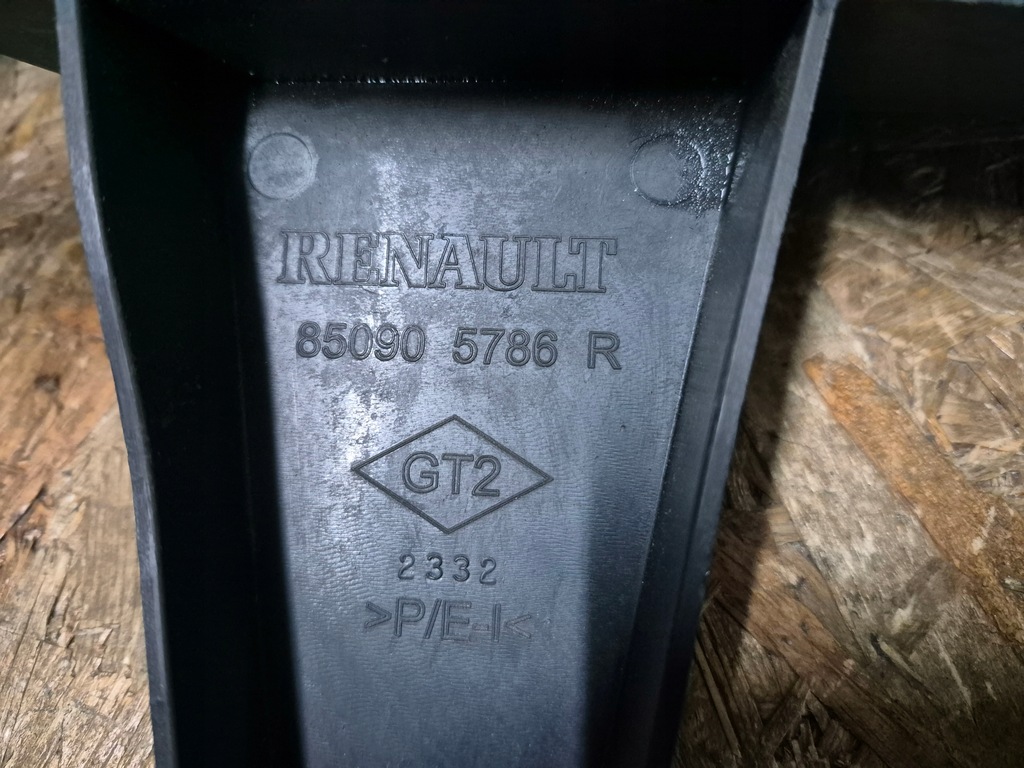 RENAULT
85090 5786 R
GT2
2332
>P/E-I<